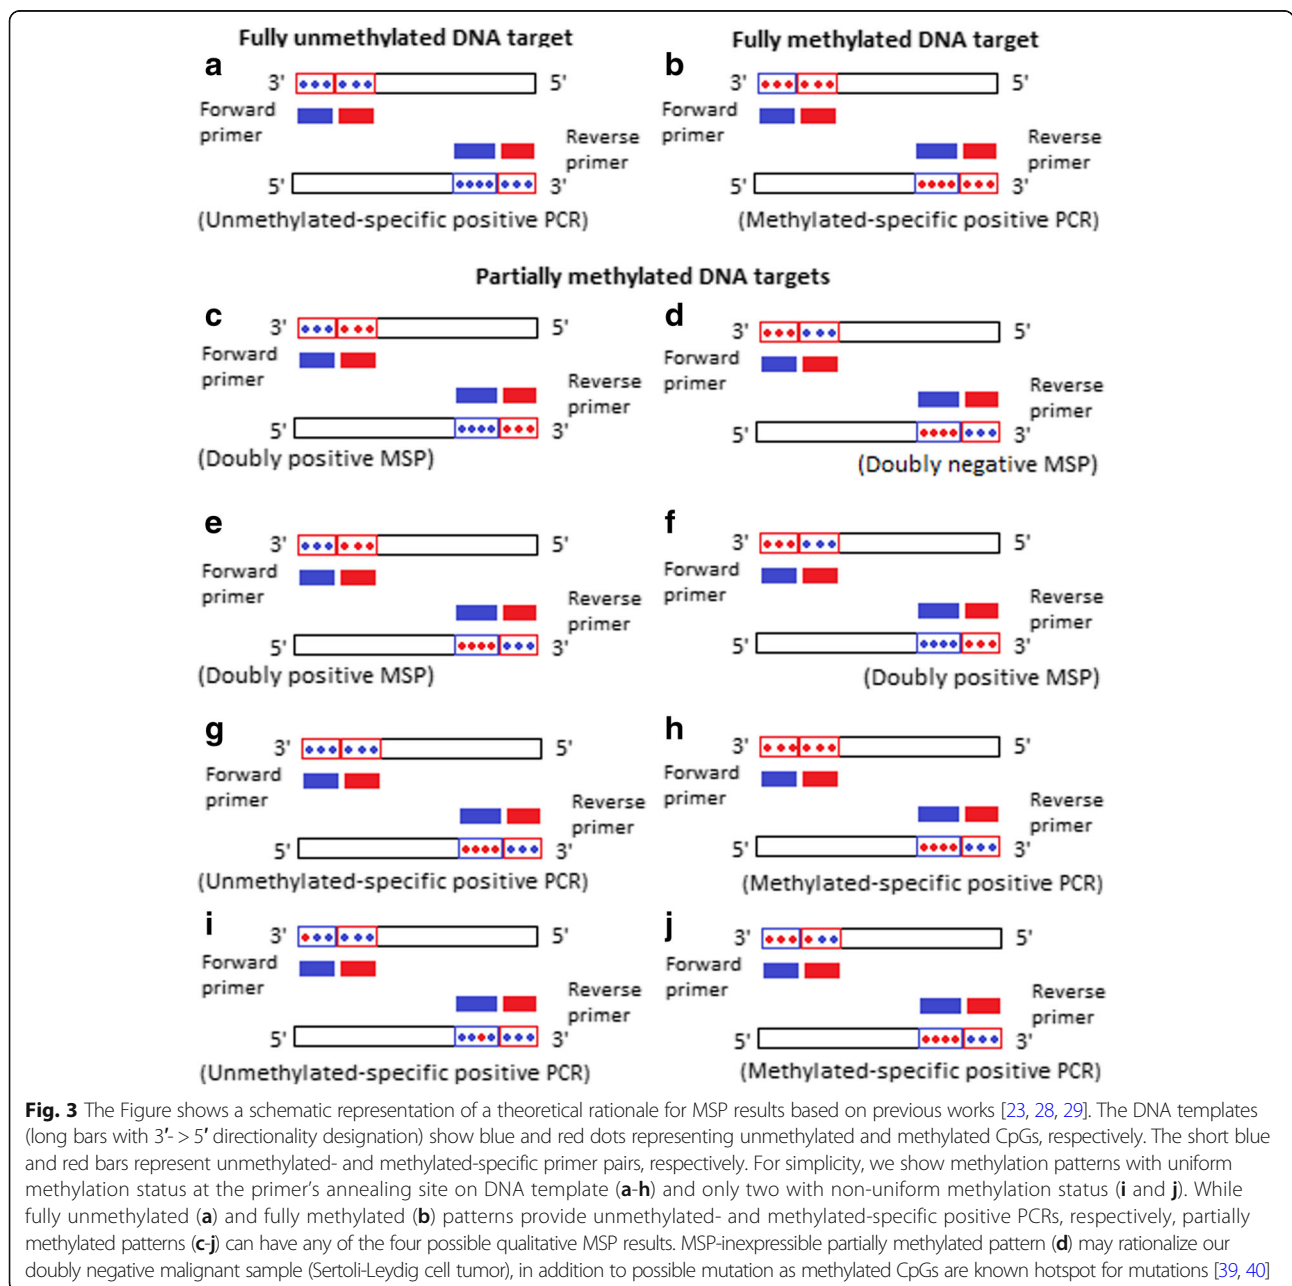 Fully unmethylated DNA target
Fully methylated DNA target
a
3'
5'
Forward
primer
Reverse
primer
5'
3'
(Unmethylated-specific positive PCR)
b
3'
5'
Forward
primer
Reverse
primer
5'
3'
(Methylated-specific positive PCR)
Partially methylated DNA targets
c
3'
5'
Forward
primer
Reverse
primer
5'
3'
(Doubly positive MSP)
d
3'
5'
Forward
primer
Reverse
primer
5'
3'
(Doubly negative MSP)
e
3'
5'
Forward
primer
Reverse
primer
5'
3'
(Doubly positive MSP)
f
3'
5'
Forward
primer
Reverse
primer
5'
3'
(Doubly positive MSP)
g
3'
5'
Forward
primer
Reverse
primer
5'
3'
(Unmethylated-specific positive PCR)
h
3'
5'
Forward
primer
Reverse
primer
5'
3'
(Methylated-specific positive PCR)
i
3'
5'
Forward
primer
Reverse
primer
5'
3'
(Unmethylated-specific positive PCR)
j
3'
5'
Forward
primer
Reverse
primer
5'
3'
(Methylated-specific positive PCR)
Fig. 3 The Figure shows a schematic representation of a theoretical rationale for MSP results based on previous works [23, 28, 29]. The DNA templates
(long bars with 3′- > 5′ directionality designation) show blue and red dots representing unmethylated and methylated CpGs, respectively. The short blue
and red bars represent unmethylated- and methylated-specific primer pairs, respectively. For simplicity, we show methylation patterns with uniform
methylation status at the primer's annealing site on DNA template (a-h) and only two with non-uniform methylation status (i and j). While
fully unmethylated (a) and fully methylated (b) patterns provide unmethylated- and methylated-specific positive PCRs, respectively, partially
methylated patterns (c-j) can have any of the four possible qualitative MSP results. MSP-inexpressible partially methylated pattern (d) may rationalize our
doubly negative malignant sample (Sertoli-Leydig cell tumor), in addition to possible mutation as methylated CpGs are known hotspot for mutations [39, 40]